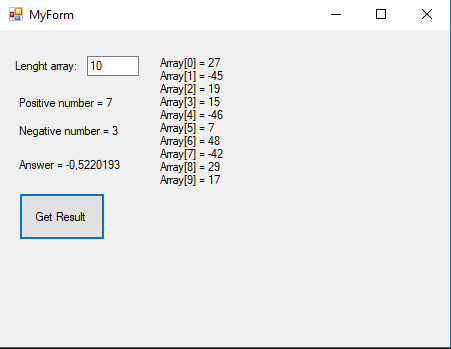 MyForm
Lenght array: 10
Positive number = 7
Negative number = 3
Answer = -0,5220193
Get Result
Array[0] = 27
Array[1] = -45
Array[2] = 19
Array[3] = 15
Array[4] = -46
Array[5] = 7
Array[6] = 48
Array[7] = -42
Array[8] = 29
Array[9] = 17